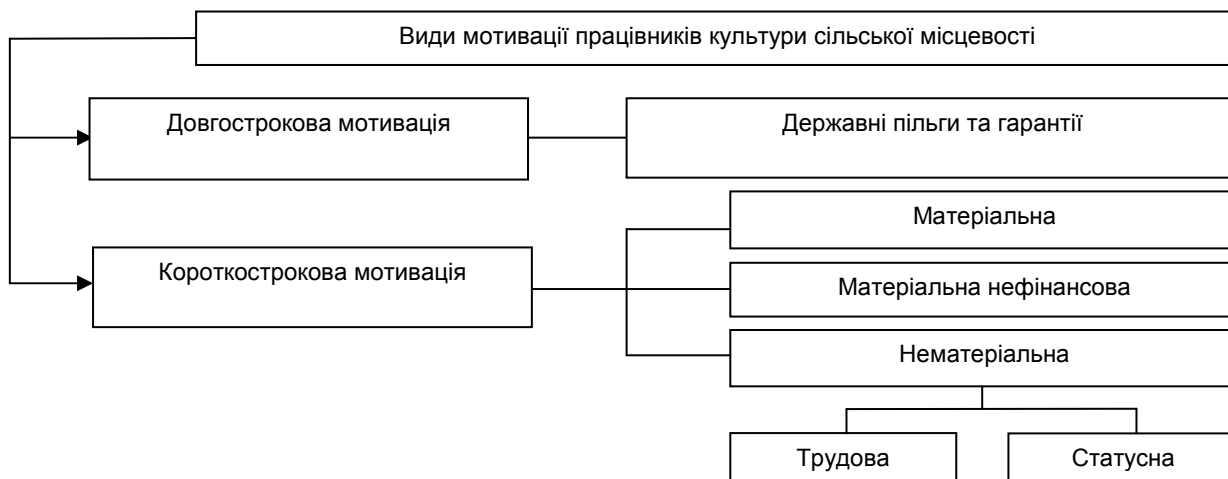 Види мотивації працівників культури сільської місцевості
Довгострокова мотивація
Державні пільги та гарантії
Матеріальна
Короткострокова мотивація
Матеріальна нефінансова
Нематеріальна
Трудова
Статусна